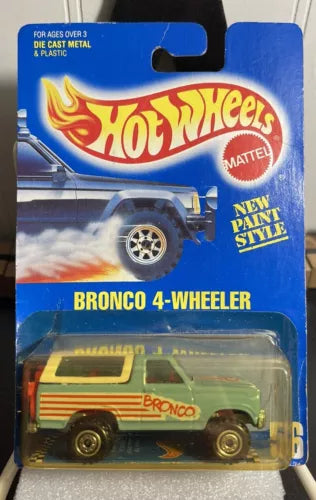 FOR AGES OVER 3
DIE CAST METAL
& PLASTIC
HOT WHEELS
MATTEL
NEW
PAINT
STYLE
BRONCO 4-WHEELER
BRONCO
56